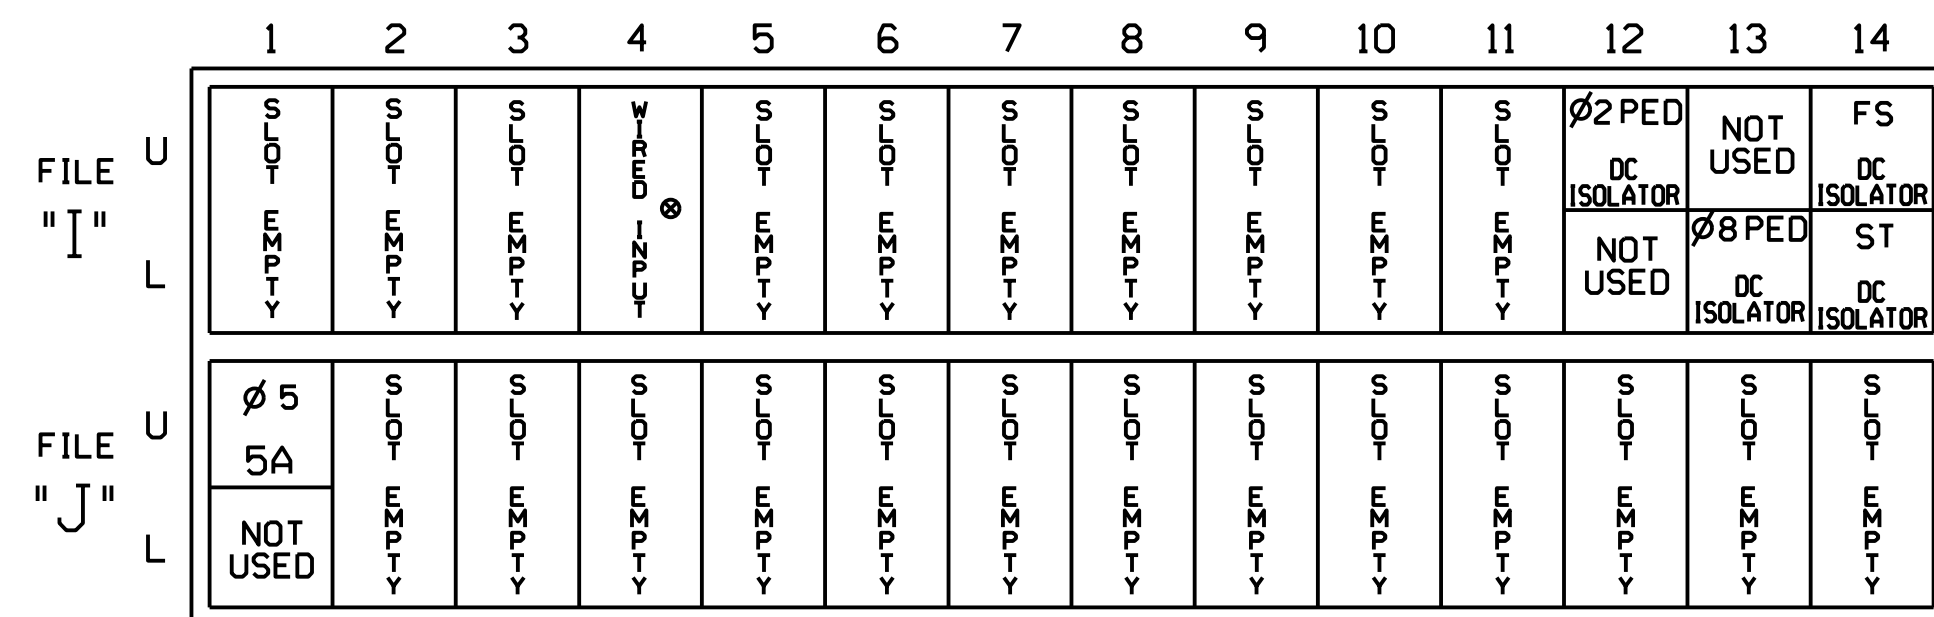 1 2 3 4 5 6 7 8 9 10 11 12 13 14
FILE
"I"
U
L
SLOT EMPTY
SLOT EMPTY
SLOT EMPTY
WIRED INPUT
SLOT EMPTY
SLOT EMPTY
SLOT EMPTY
SLOT EMPTY
SLOT EMPTY
SLOT EMPTY
SLOT EMPTY
Ø2 PED
DC
ISOLATOR
NOT
USED
NOT
USED
Ø8 PED
DC
ISOLATOR
FS
DC
ISOLATOR
ST
DC
ISOLATOR
FILE
"J"
U
L
Ø 5
5A
NOT
USED
SLOT EMPTY
SLOT EMPTY
SLOT EMPTY
SLOT EMPTY
SLOT EMPTY
SLOT EMPTY
SLOT EMPTY
SLOT EMPTY
SLOT EMPTY
SLOT EMPTY
SLOT EMPTY
SLOT EMPTY
SLOT EMPTY